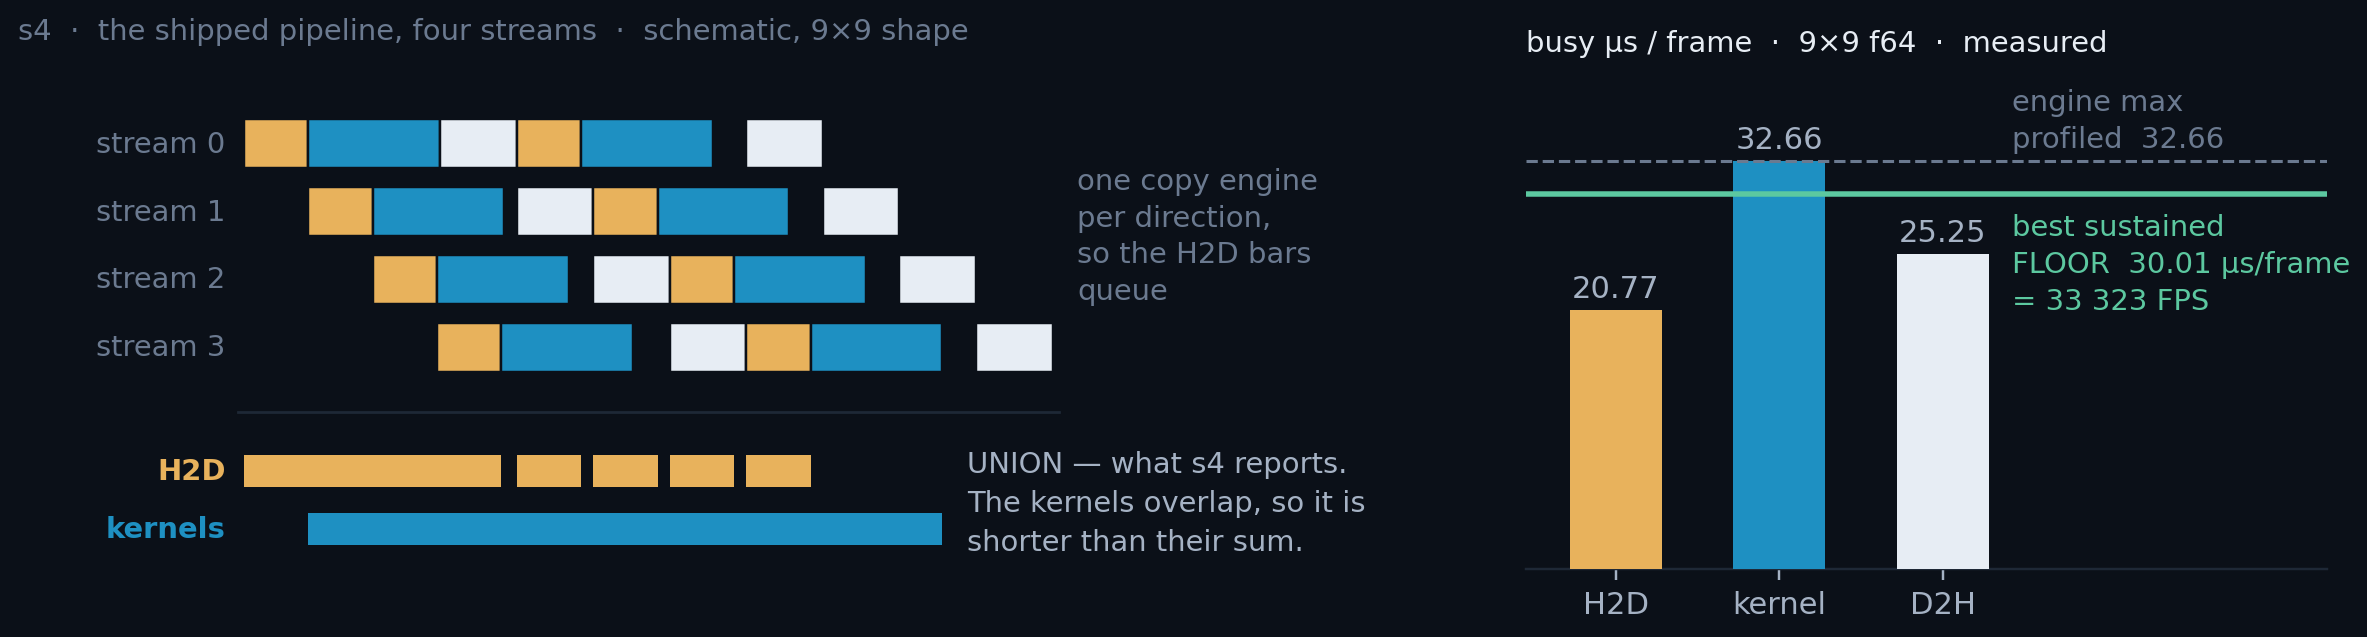 s4 · the shipped pipeline, four streams · schematic, 9×9 shape
stream 0
stream 1
stream 2
stream 3
one copy engine
per direction,
so the H2D bars
queue
H2D
kernels
UNION — what s4 reports.
The kernels overlap, so it is
shorter than their sum.
busy µs / frame · 9×9 f64 · measured
engine max
profiled 32.66
32.66
best sustained
FLOOR 30.01 µs/frame
= 33 323 FPS
25.25
20.77
H2D
kernel
D2H